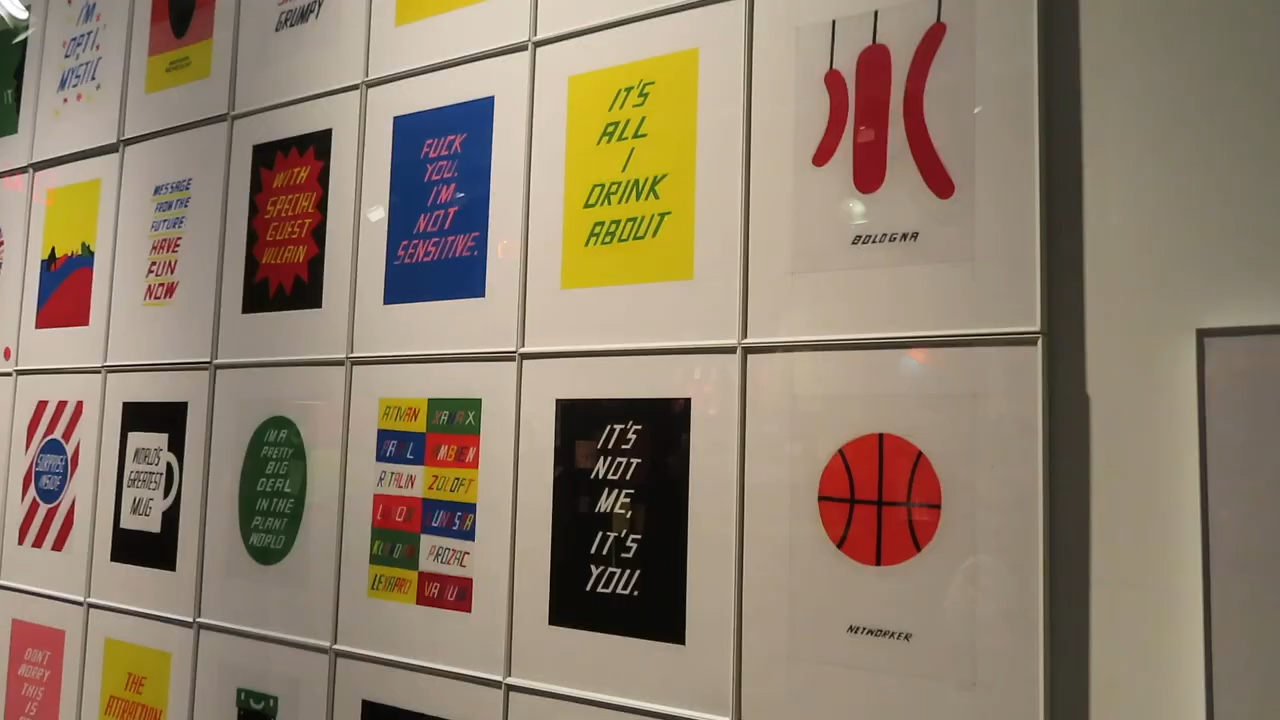 I'M
OPTI
MYSTIC
GRUMPY
MESSAGE
FROM THE
FUTURE:
HAVE
FUN
NOW
WITH
SPECIAL
GUEST
VILLAIN
FUCK
YOU.
I'M
NOT
SENSITIVE.
IT'S
ALL
I
DRINK
ABOUT
BOLOGNA
SURPRISE
INSIDE
WORLD'S
GREATEST
MUG
I'M A
PRETTY
BIG
DEAL
IN THE
PLANT
WORLD
ATIVAN XANAX
PAXIL AMBIEN
RITALIN ZOLOFT
LUNESTA
KLONOPIN PROZAC
LEXAPRO VALIUM
IT'S
NOT
ME,
IT'S
YOU.
NETWORKER
DON'T
WORRY
THIS
IS
THE
ATTRACTION